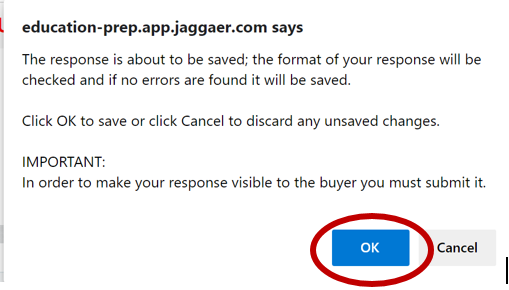 education-prep.app.jaggaer.com says
The response is about to be saved; the format of your response will be
checked and if no errors are found it will be saved.
Click OK to save or click Cancel to discard any unsaved changes.
IMPORTANT:
In order to make your response visible to the buyer you must submit it.
OK
Cancel